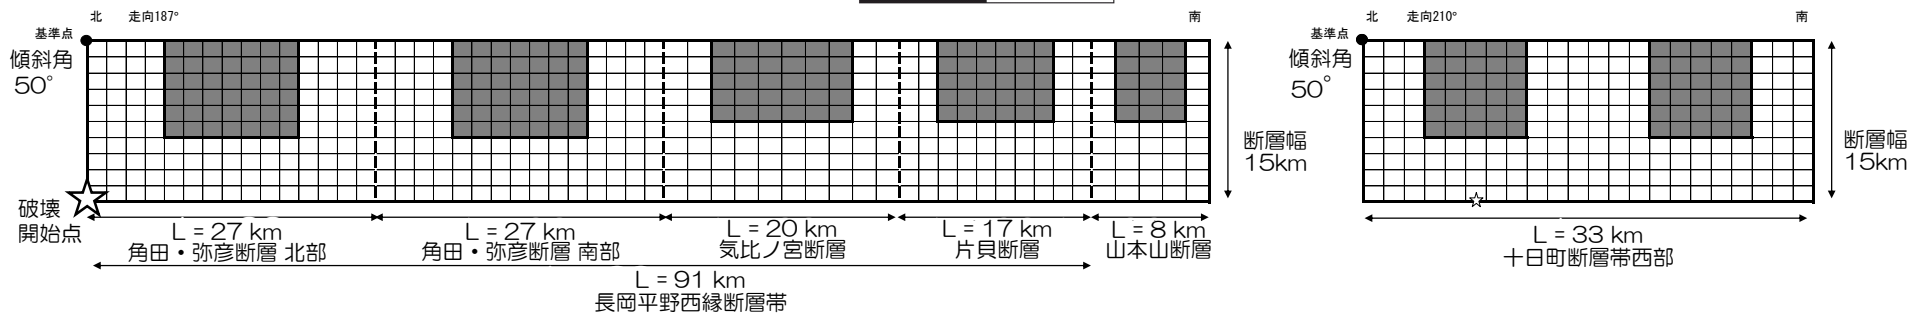 北 走向187°
南
基準点
傾斜角
50°
断層幅
15km
破壊
開始点
L = 27 km
角田・弥彦断層 北部
L = 27 km
角田・弥彦断層 南部
L = 20 km
気比ノ宮断層
L = 17 km
片貝断層
L = 8 km
山本山断層
L = 91 km
長岡平野西縁断層帯
北 走向210°
南
基準点
傾斜角
50°
断層幅
15km
L = 33 km
十日町断層帯西部